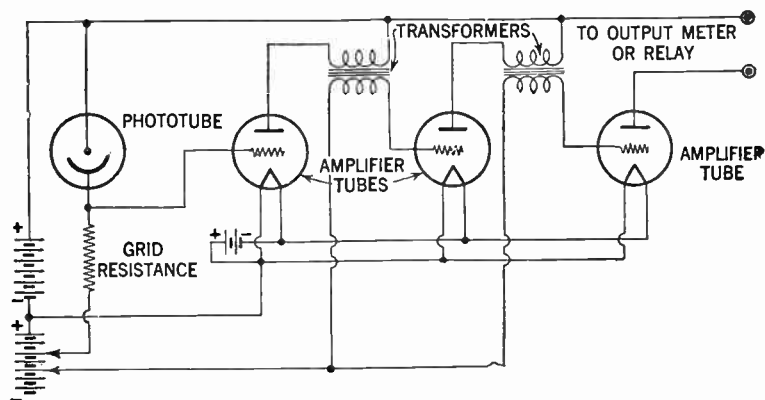 TRANSFORMERS
TO OUTPUT METER
OR RELAY
PHOTOTUBE
AMPLIFIER
TUBES
AMPLIFIER
TUBE
GRID
RESISTANCE
+ -
+
-
+
-